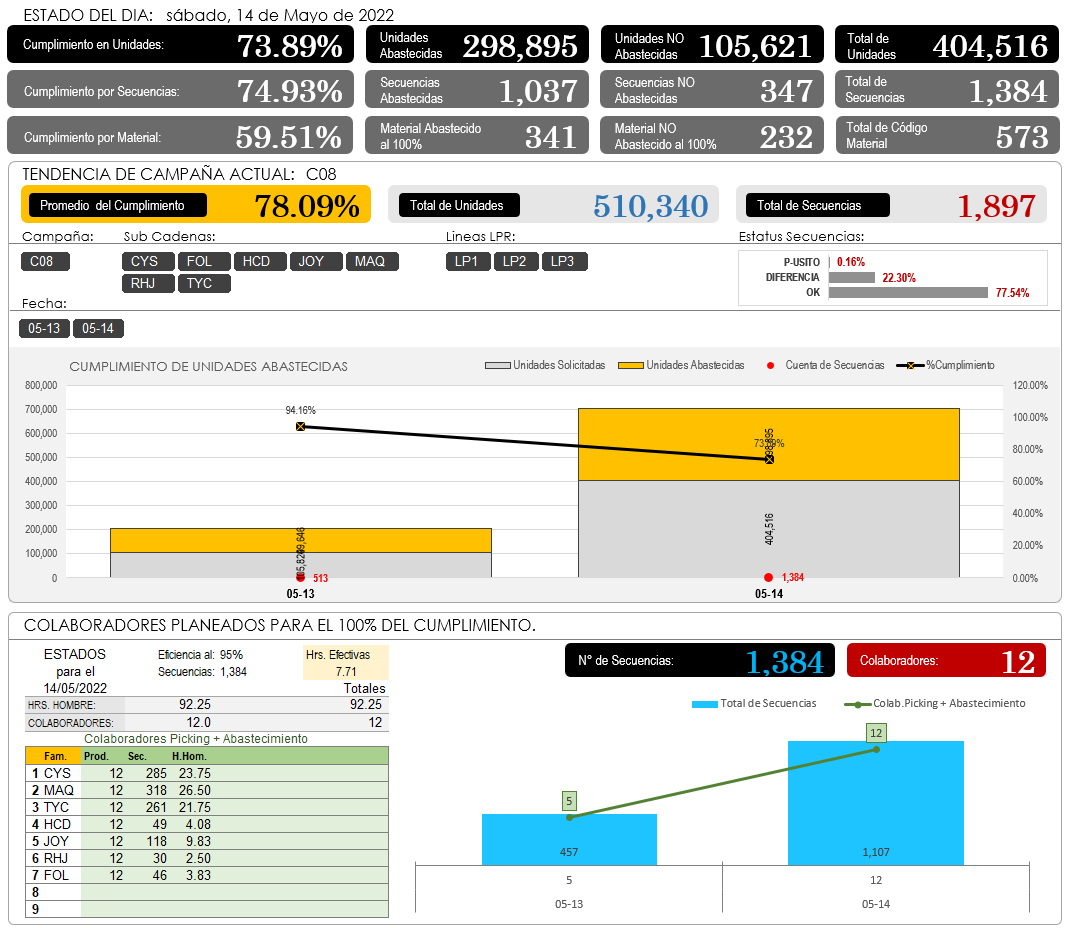 ESTADO DEL DIA: sábado, 14 de Mayo de 2022
Cumplimiento en Unidades: 73.89%
Unidades Abastecidas 298,895
Unidades NO Abastecidas 105,621
Total de Unidades 404,516
Cumplimiento por Secuencias: 74.93%
Secuencias Abastecidas 1,037
Secuencias NO Abastecidas 347
Total de Secuencias 1,384
Cumplimiento por Material: 59.51%
Material Abastecido al 100% 341
Material NO Abastecido al 100% 232
Total de Código Material 573
TENDENCIA DE CAMPAÑA ACTUAL: C08
Promedio del Cumplimiento 78.09%
Total de Unidades 510,340
Total de Secuencias 1,897
Campaña: Sub Cadenas: Lineas LPR: Estatus Secuencias:
C08 CYS FOL HCD JOY MAQ LP1 LP2 LP3
RHJ TYC
P-USITO 0.16%
DIFERENCIA 22.30%
OK 77.54%
Fecha:
05-13 05-14
CUMPLIMIENTO DE UNIDADES ABASTECIDAS
Unidades Solicitadas Unidades Abastecidas Cuenta de Secuencias %Cumplimiento
800,000 120.00%
700,000 100.00%
600,000 80.00%
500,000 60.00%
400,000
300,000 40.00%
200,000 20.00%
100,000
0 0.00%
94.16%
404,516
513 1,384
05-13 05-14
COLABORADORES PLANEADOS PARA EL 100% DEL CUMPLIMIENTO.
ESTADOS Eficiencia al: 95% Hrs. Efectivas
para el Secuencias: 1,384 7.71
14/05/2022 Totales
HRS. HOMBRE: 92.25 92.25
COLABORADORES: 12.0 12
Colaboradores Picking + Abastecimiento
Fam. Prod. Sec. H.Hom.
1 CYS 12 285 23.75
2 MAQ 12 318 26.50
3 TYC 12 261 21.75
4 HCD 12 49 4.08
5 JOY 12 118 9.83
6 RHJ 12 30 2.50
7 FOL 12 46 3.83
8
9
N° de Secuencias: 1,384
Colaboradores: 12
Total de Secuencias Colab.Picking + Abastecimiento
12
5
457 1,107
5 12
05-13 05-14